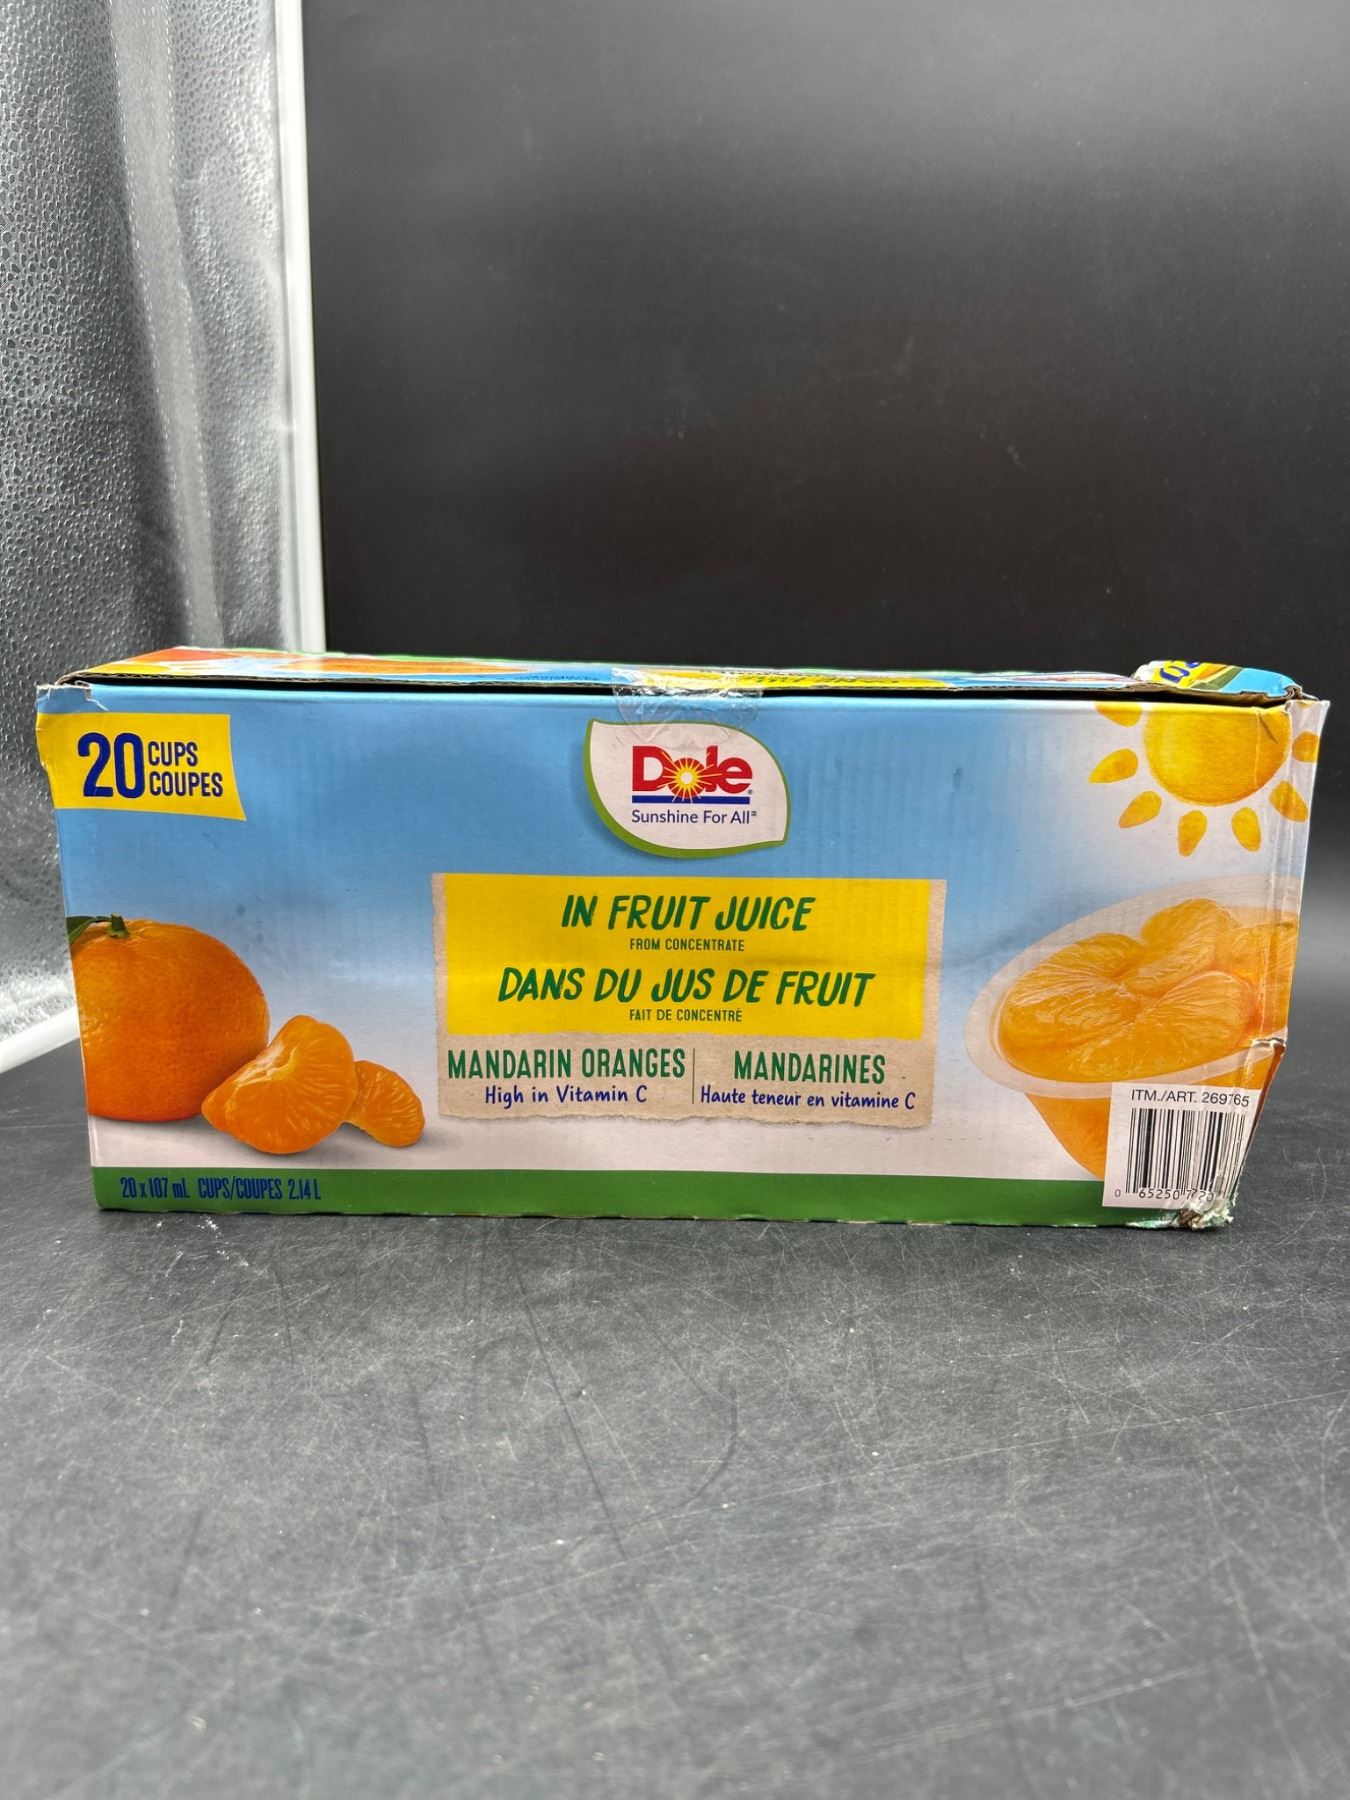 20 CUPS
COUPES
Dole
Sunshine For All
IN FRUIT JUICE
FROM CONCENTRATE
DANS DU JUS DE FRUIT
FAIT DE CONCENTRÉ
MANDARIN ORANGES
High in Vitamin C
MANDARINES
Haute teneur en vitamine C
20 x 107 mL CUPS/COUPES 2.14 L
ITM./ART. 269765
0 65250